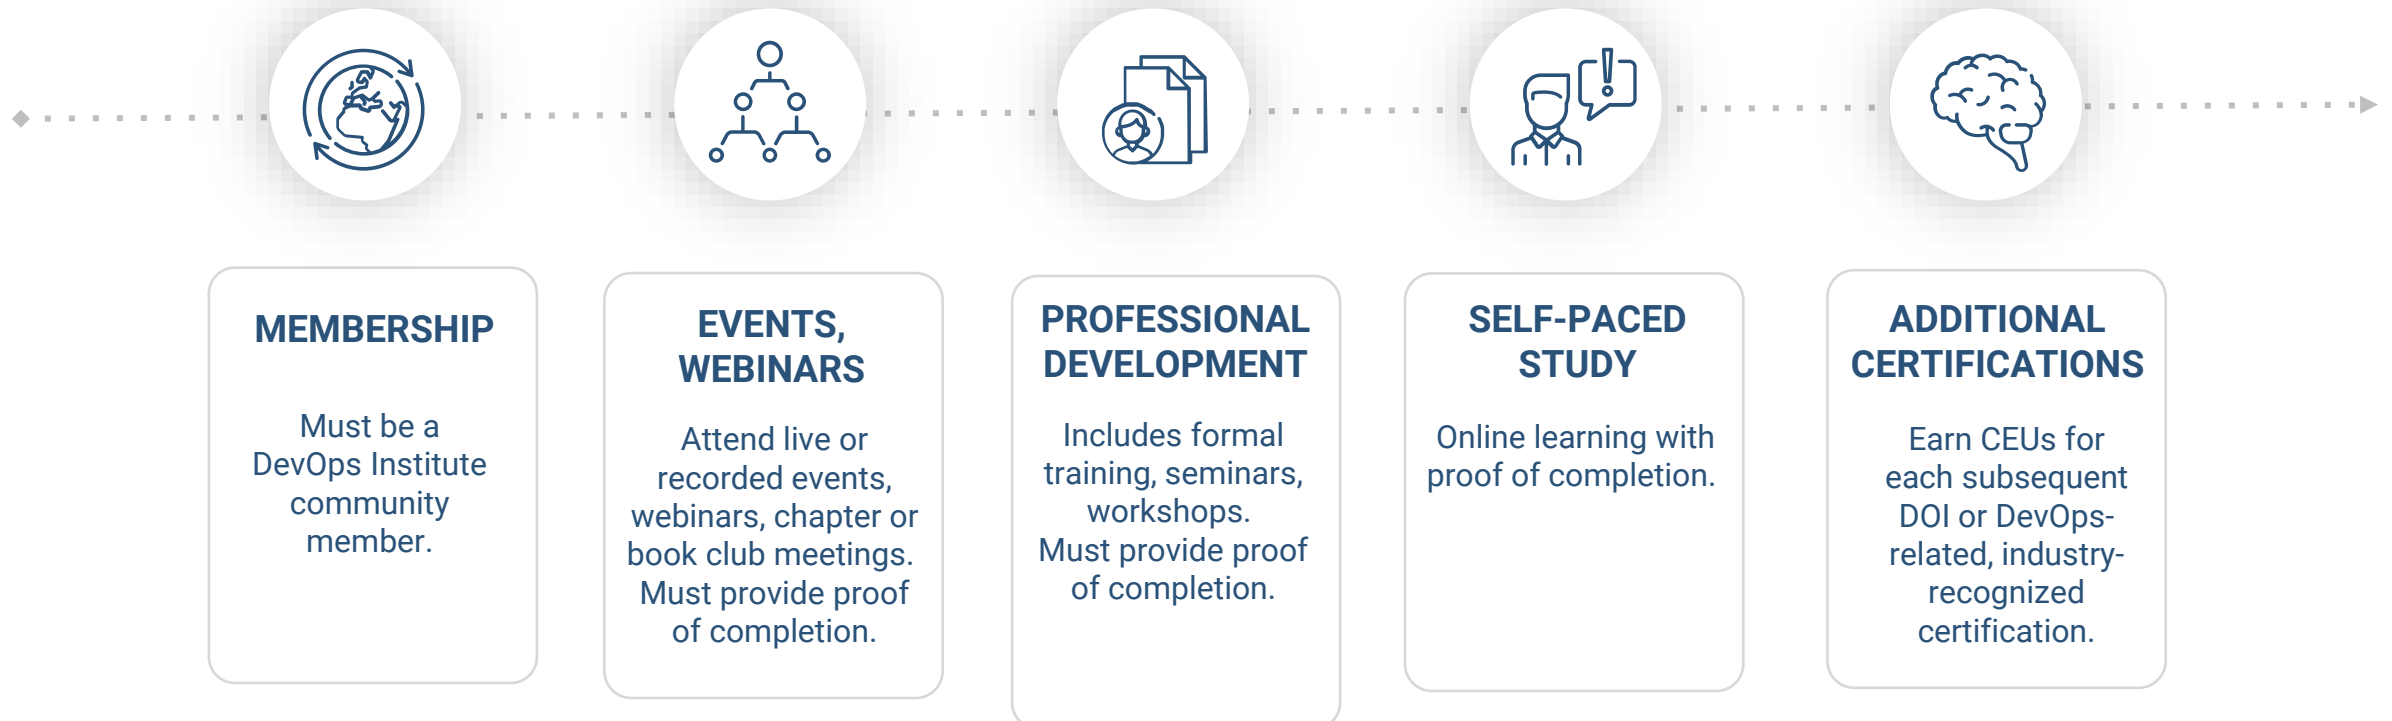 MEMBERSHIP
Must be a
DevOps Institute
community
member.
EVENTS,
WEBINARS
Attend live or
recorded events,
webinars, chapter or
book club meetings.
Must provide proof
of completion.
PROFESSIONAL
DEVELOPMENT
Includes formal
training, seminars,
workshops.
Must provide proof
of completion.
SELF-PACED
STUDY
Online learning with
proof of completion.
ADDITIONAL
CERTIFICATIONS
Earn CEUs for
each subsequent
DOI or DevOps-
related, industry-
recognized
certification.